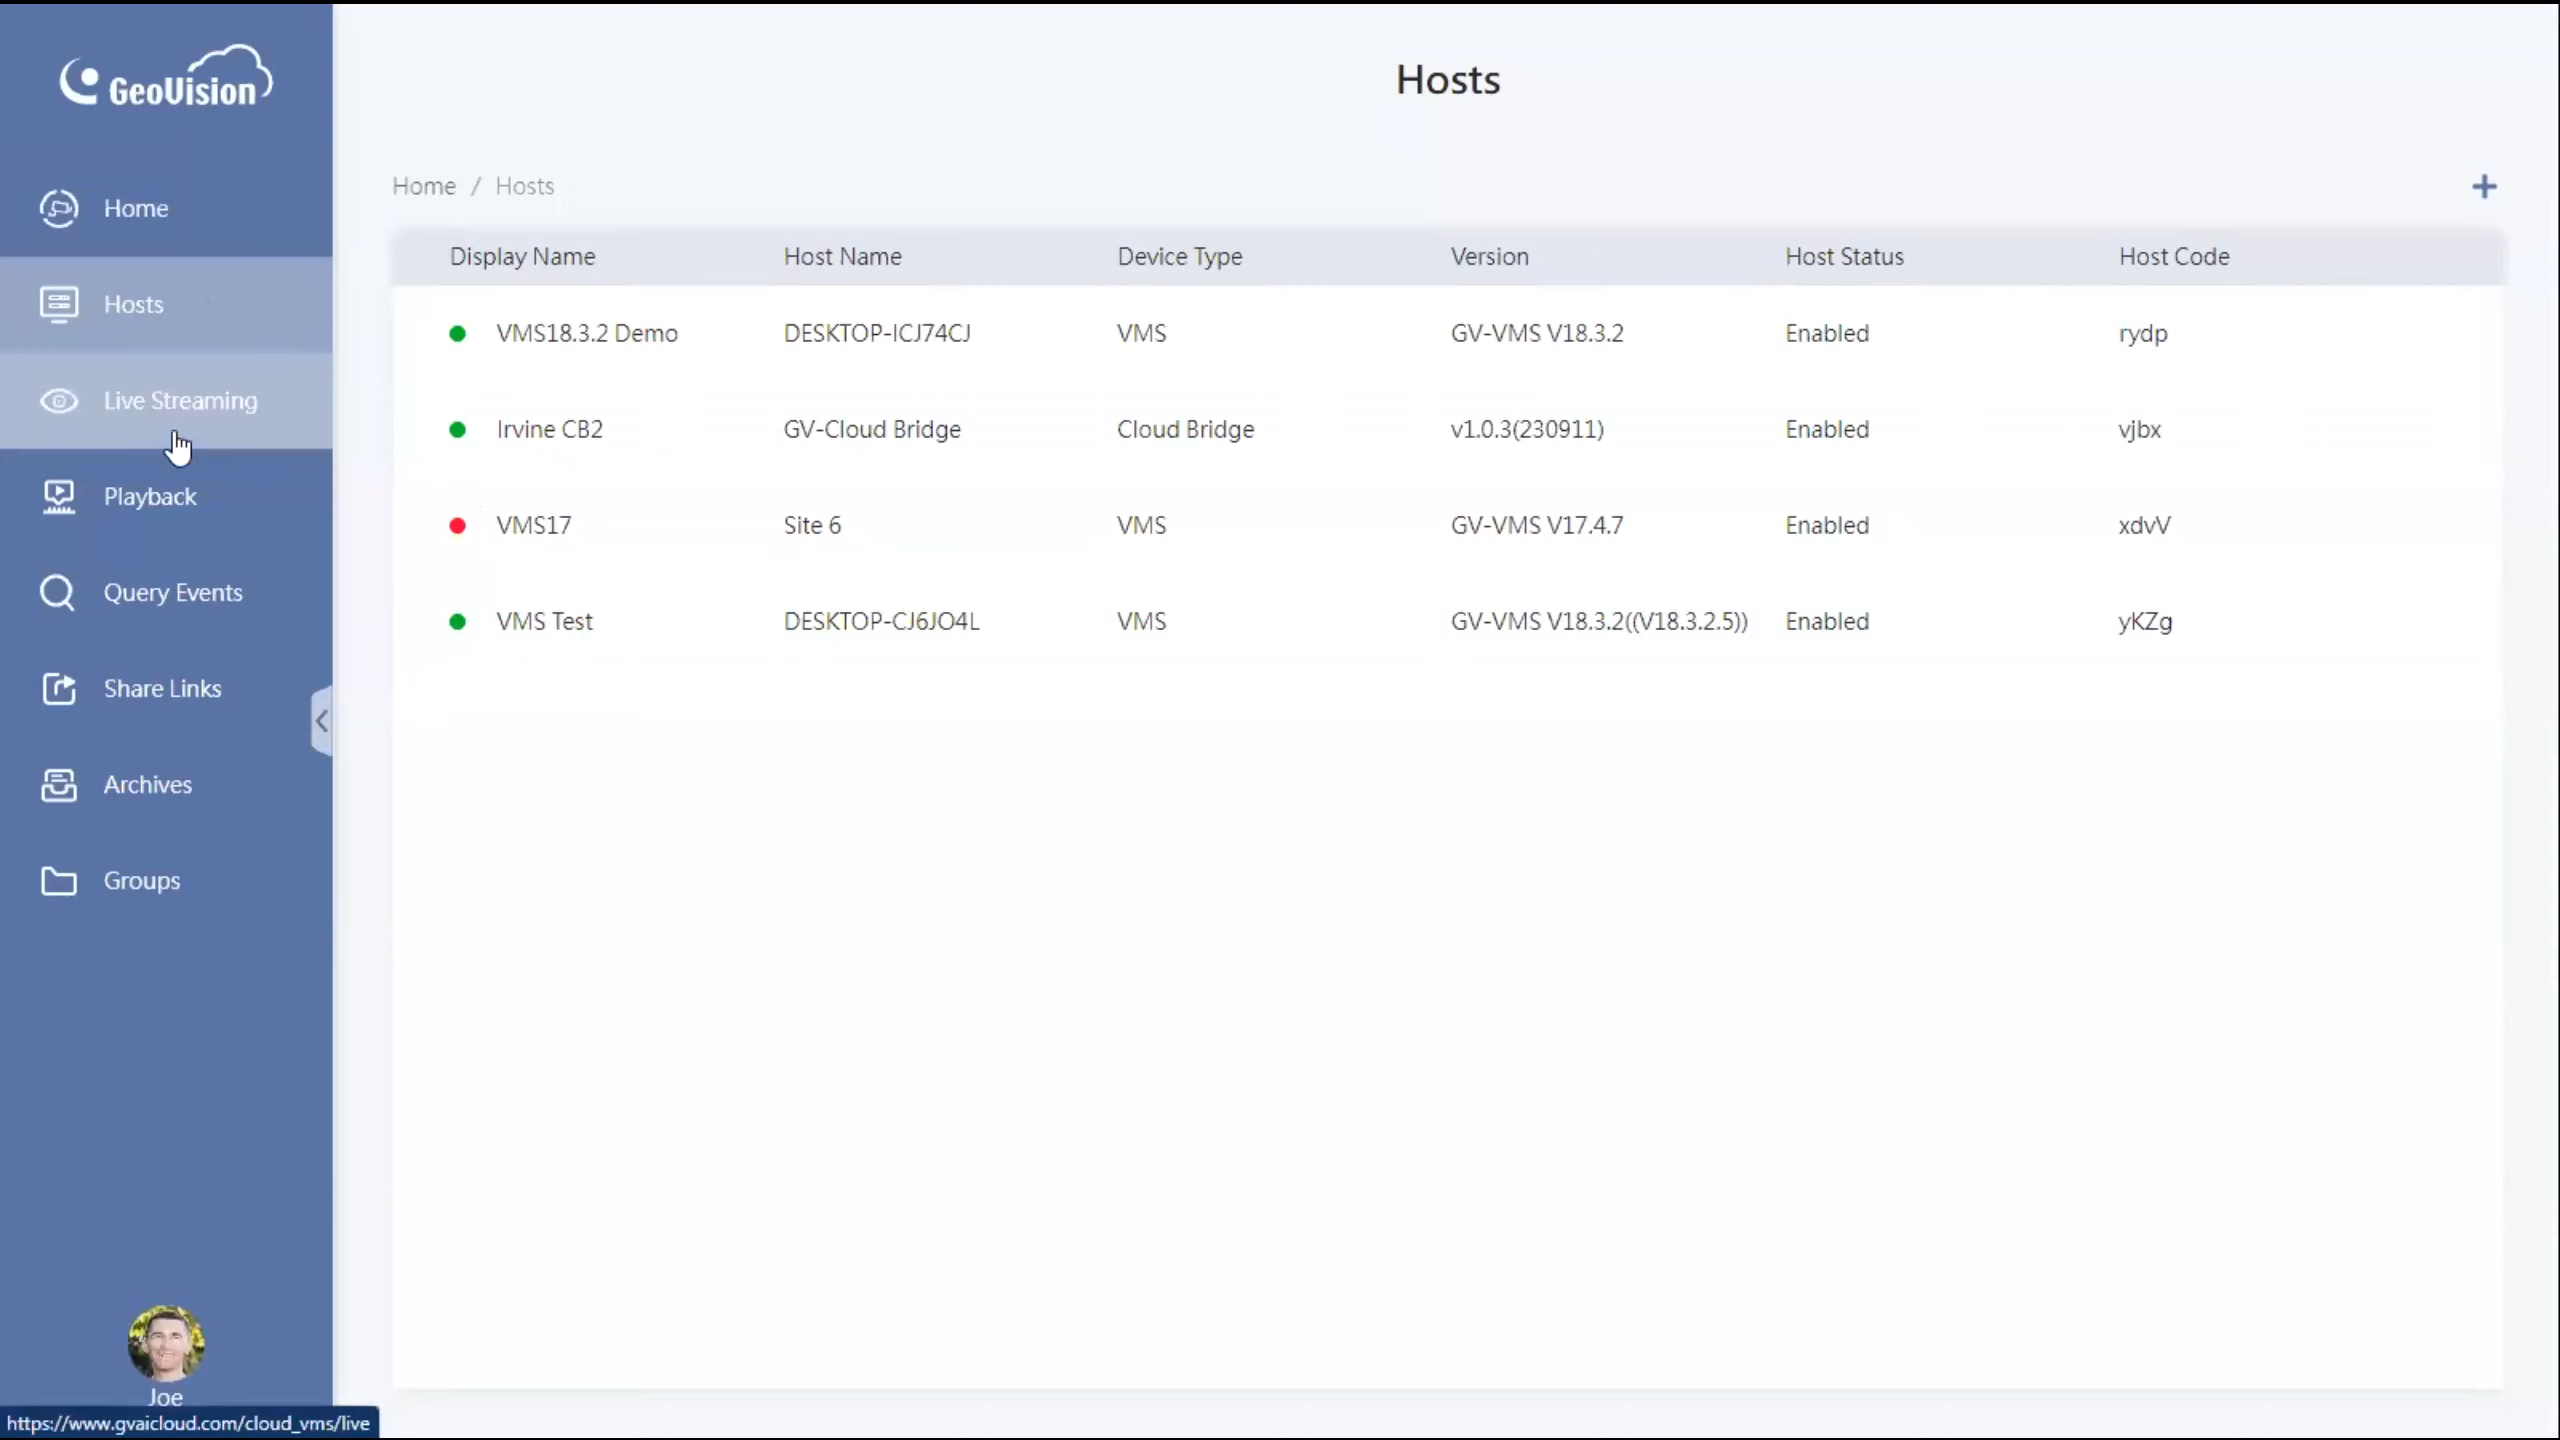 GeoVision
Home
Hosts
Live Streaming
Playback
Query Events
Share Links
Archives
Groups
Joe
https://www.gvaicloud.com/cloud_vms/live
Hosts
Home / Hosts
+
Display Name Host Name Device Type Version Host Status Host Code
VMS18.3.2 Demo DESKTOP-ICJ74CJ VMS GV-VMS V18.3.2 Enabled rydp
Irvine CB2 GV-Cloud Bridge Cloud Bridge v1.0.3(230911) Enabled vjbx
VMS17 Site 6 VMS GV-VMS V17.4.7 Enabled xdvV
VMS Test DESKTOP-CJ6JO4L VMS GV-VMS V18.3.2((V18.3.2.5)) Enabled yKZg